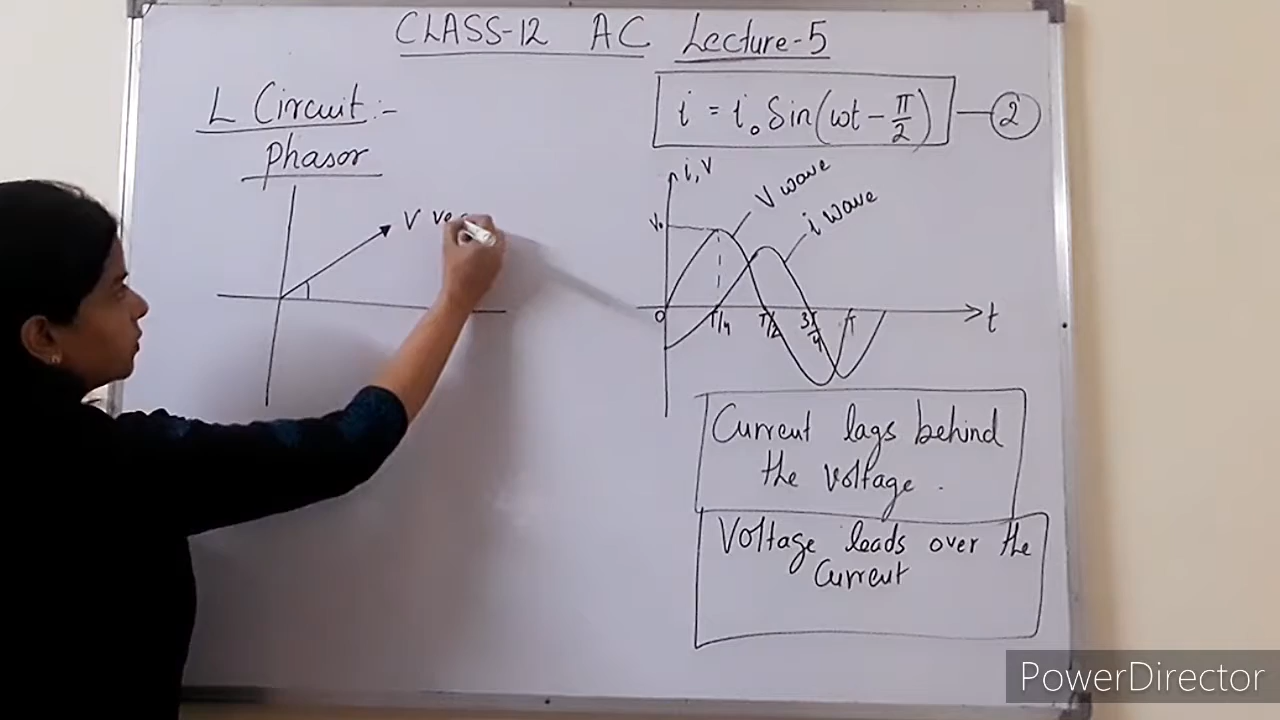 CLASS-12 AC Lecture-5
L Circuit :-
phasor
V ve
i = i₀ Sin(ωt - π/2) — 2
i, V
V wave
i wave
V₀
O T/4 T/2 3T/4 T t
Current lags behind
the voltage .
Voltage leads over the
Current
PowerDirector